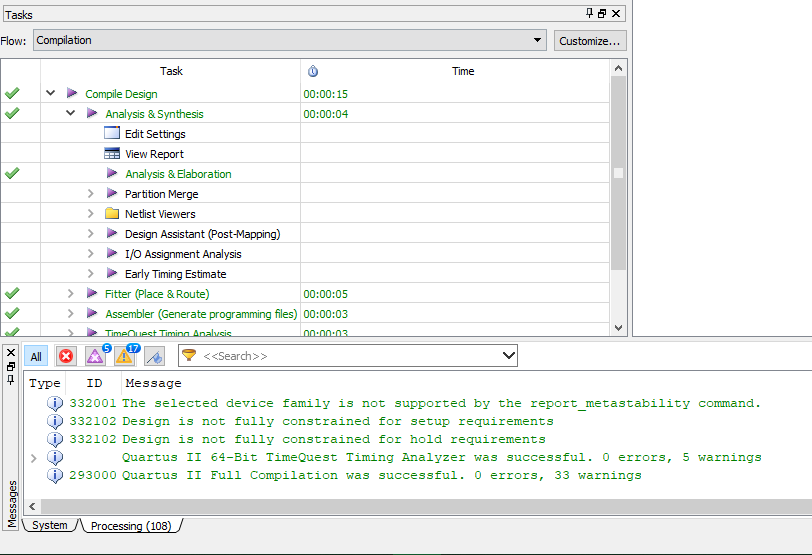 Tasks
Flow: Compilation Customize...
Task Time
Compile Design 00:00:15
Analysis & Synthesis 00:00:04
Edit Settings
View Report
Analysis & Elaboration
Partition Merge
Netlist Viewers
Design Assistant (Post-Mapping)
I/O Assignment Analysis
Early Timing Estimate
Fitter (Place & Route) 00:00:05
Assembler (Generate programming files) 00:00:03
TimeQuest Timing Analysis 00:00:03
All 5 17 <<Search>>
Type ID Message
332001 The selected device family is not supported by the report_metastability command.
332102 Design is not fully constrained for setup requirements
332102 Design is not fully constrained for hold requirements
Quartus II 64-Bit TimeQuest Timing Analyzer was successful. 0 errors, 5 warnings
293000 Quartus II Full Compilation was successful. 0 errors, 33 warnings
Messages
System Processing (108)